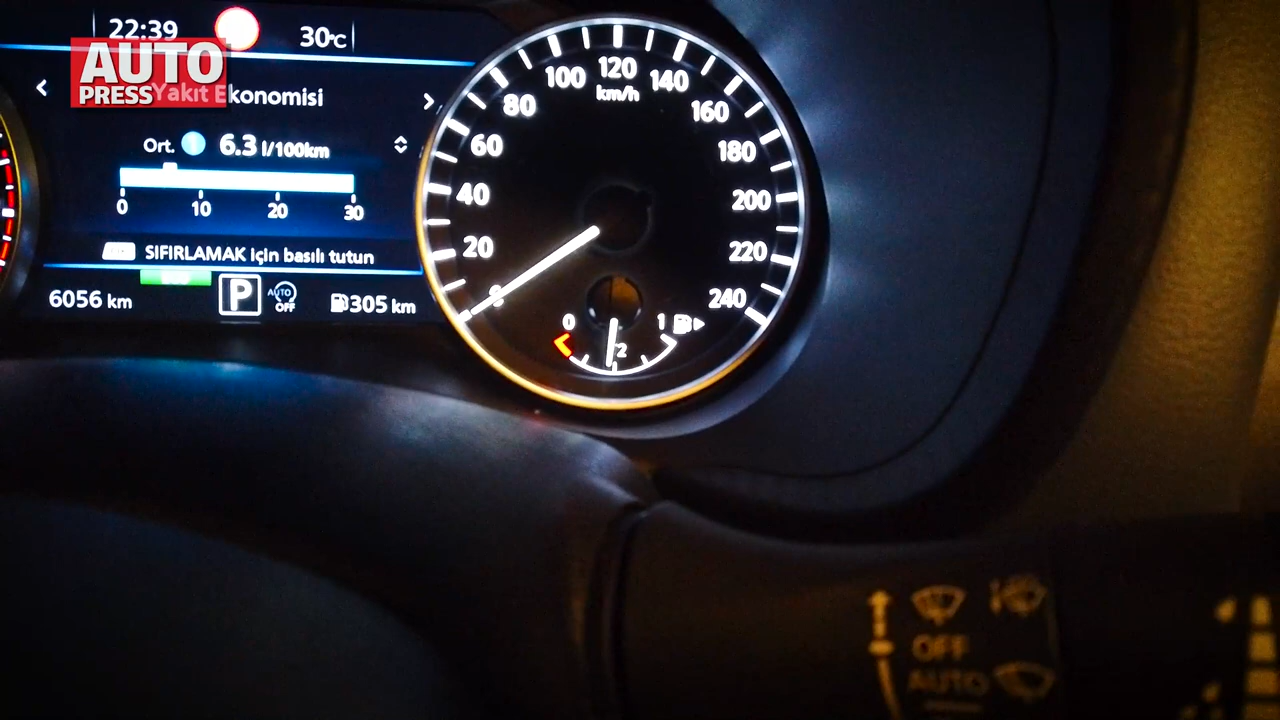 22:39
30°C
AUTO
PRESS
Yakıt Ekonomisi
Ort. 6.3 l/100km
0 10 20 30
SIFIRLAMAK için basılı tutun
6056 km
P
AUTO
OFF
305 km
0 20 40 60 80 100 120 140 160 180 200 220 240
km/h
0 1
2
OFF
AUTO